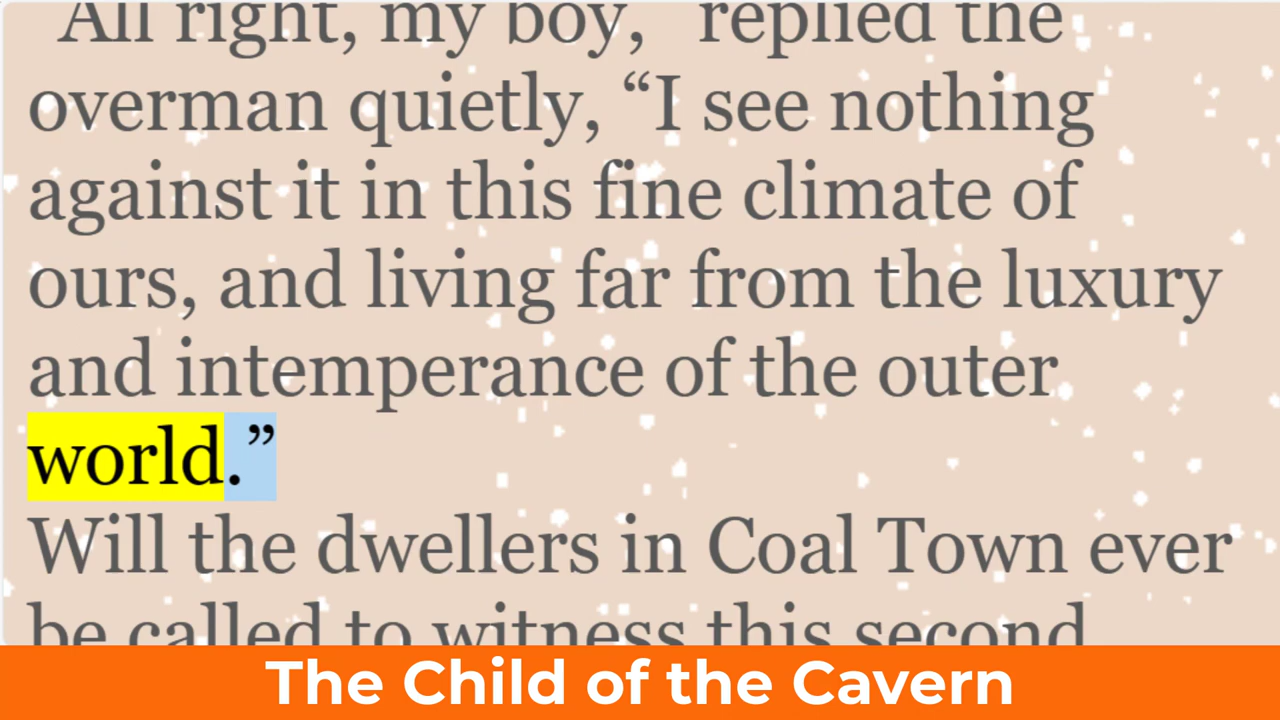 “All right, my boy,” replied the
overman quietly, “I see nothing
against it in this fine climate of
ours, and living far from the luxury
and intemperance of the outer
world.”
Will the dwellers in Coal Town ever
be called to witness this second
The Child of the Cavern